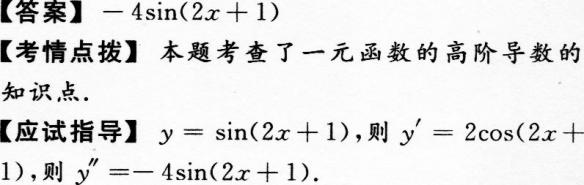 【答案】 －4sin(2x＋1)
【考情点拨】 本题考查了一元函数的高阶导数的
知识点.
【应试指导】 y ＝ sin(2x＋1),则 y′ ＝ 2cos(2x＋
1),则 y″ ＝－4sin(2x＋1).